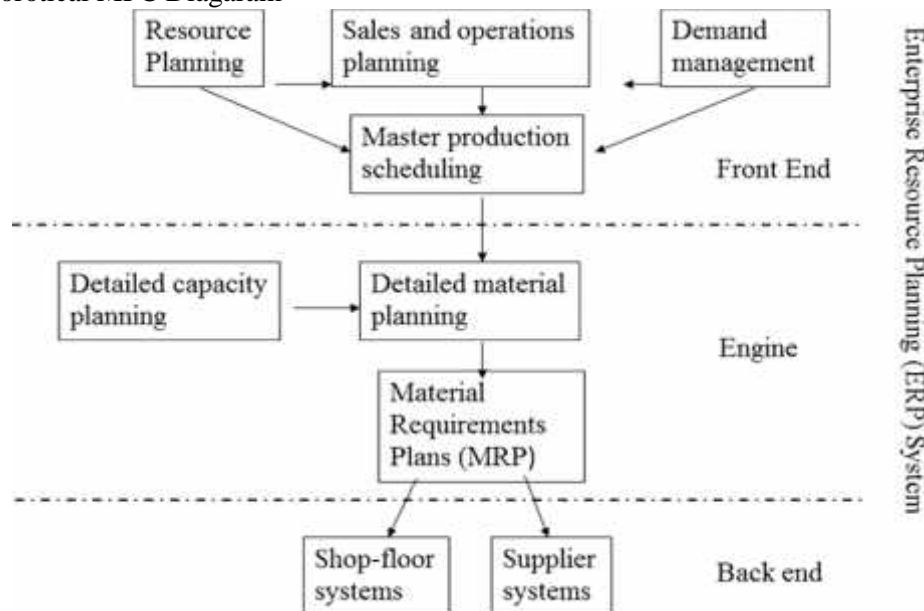 Resource
Planning
Sales and operations
planning
Demand
management
Master production
scheduling
Front End
Detailed capacity
planning
Detailed material
planning
Engine
Material
Requirements
Plans (MRP)
Shop-floor
systems
Supplier
systems
Back end
Enterprise Resource Planning (ERP) System